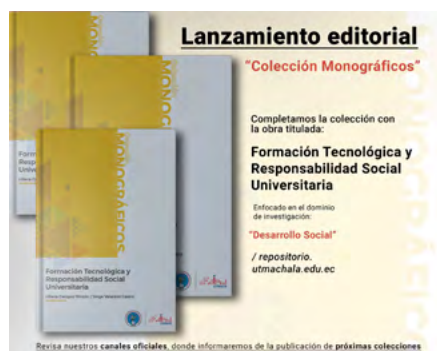 Lanzamiento editorial
“Colección Monográficos”
Completamos la colección con
la obra titulada:
Formación Tecnológica y
Responsabilidad Social
Universitaria
Enfocado en el dominio
de investigación:
“Desarrollo Social”
/ repositorio.
utmachala.edu.ec
MONOGRÁFICOS
Formación Tecnológica y
Responsabilidad Social
Universitaria
Revisa nuestros canales oficiales, donde informaremos de la publicación de próximas colecciones